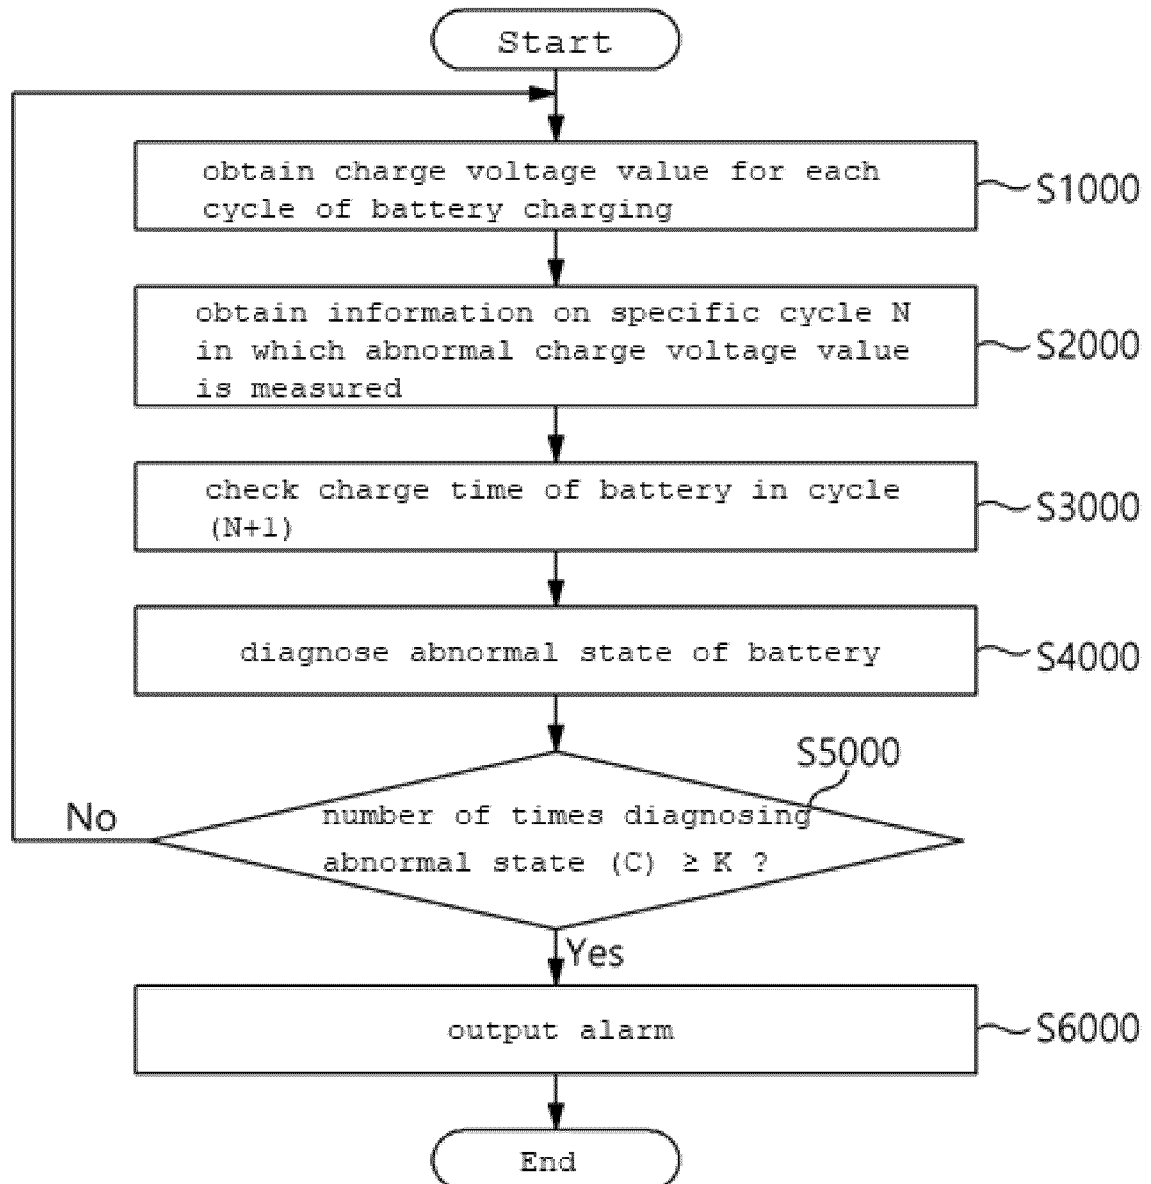 Start
obtain charge voltage value for each
cycle of battery charging
S1000
obtain information on specific cycle N
in which abnormal charge voltage value
is measured
S2000
check charge time of battery in cycle
(N+1)
S3000
diagnose abnormal state of battery
S4000
S5000
number of times diagnosing
abnormal state (C) ≥ K ?
No
Yes
output alarm
S6000
End